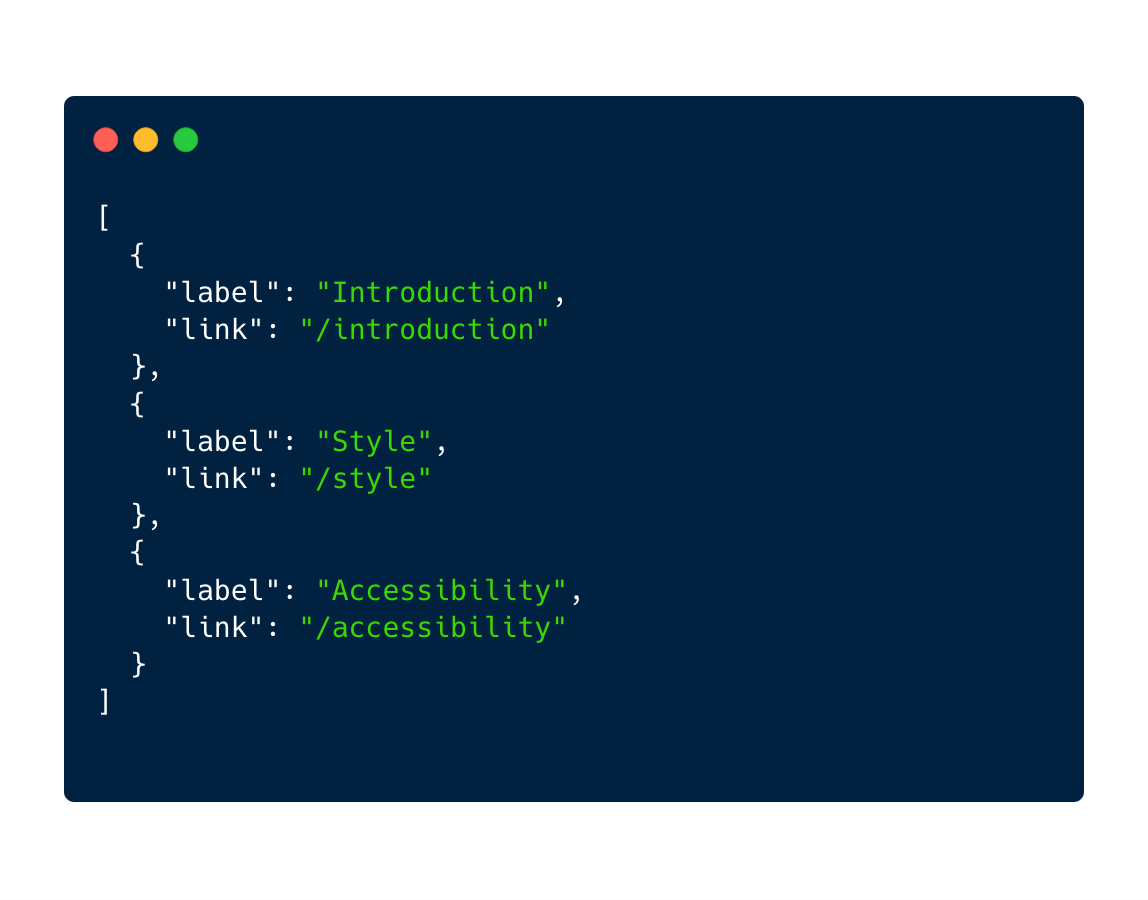 [
  {
    "label": "Introduction",
    "link": "/introduction"
  },
  {
    "label": "Style",
    "link": "/style"
  },
  {
    "label": "Accessibility",
    "link": "/accessibility"
  }
]